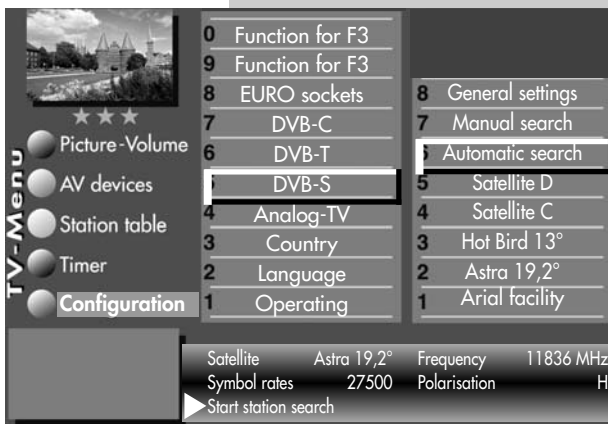 TV-Menu
Picture-Volume
AV devices
Station table
Timer
Configuration
0 Function for F3
9 Function for F3
8 EURO sockets
7 DVB-C
6 DVB-T
DVB-S
4 Analog-TV
3 Country
2 Language
1 Operating
8 General settings
7 Manual search
Automatic search
5 Satellite D
4 Satellite C
3 Hot Bird 13°
2 Astra 19,2°
1 Arial facility
Satellite Astra 19,2° Frequency 11836 MHz
Symbol rates 27500 Polarisation H
Start station search